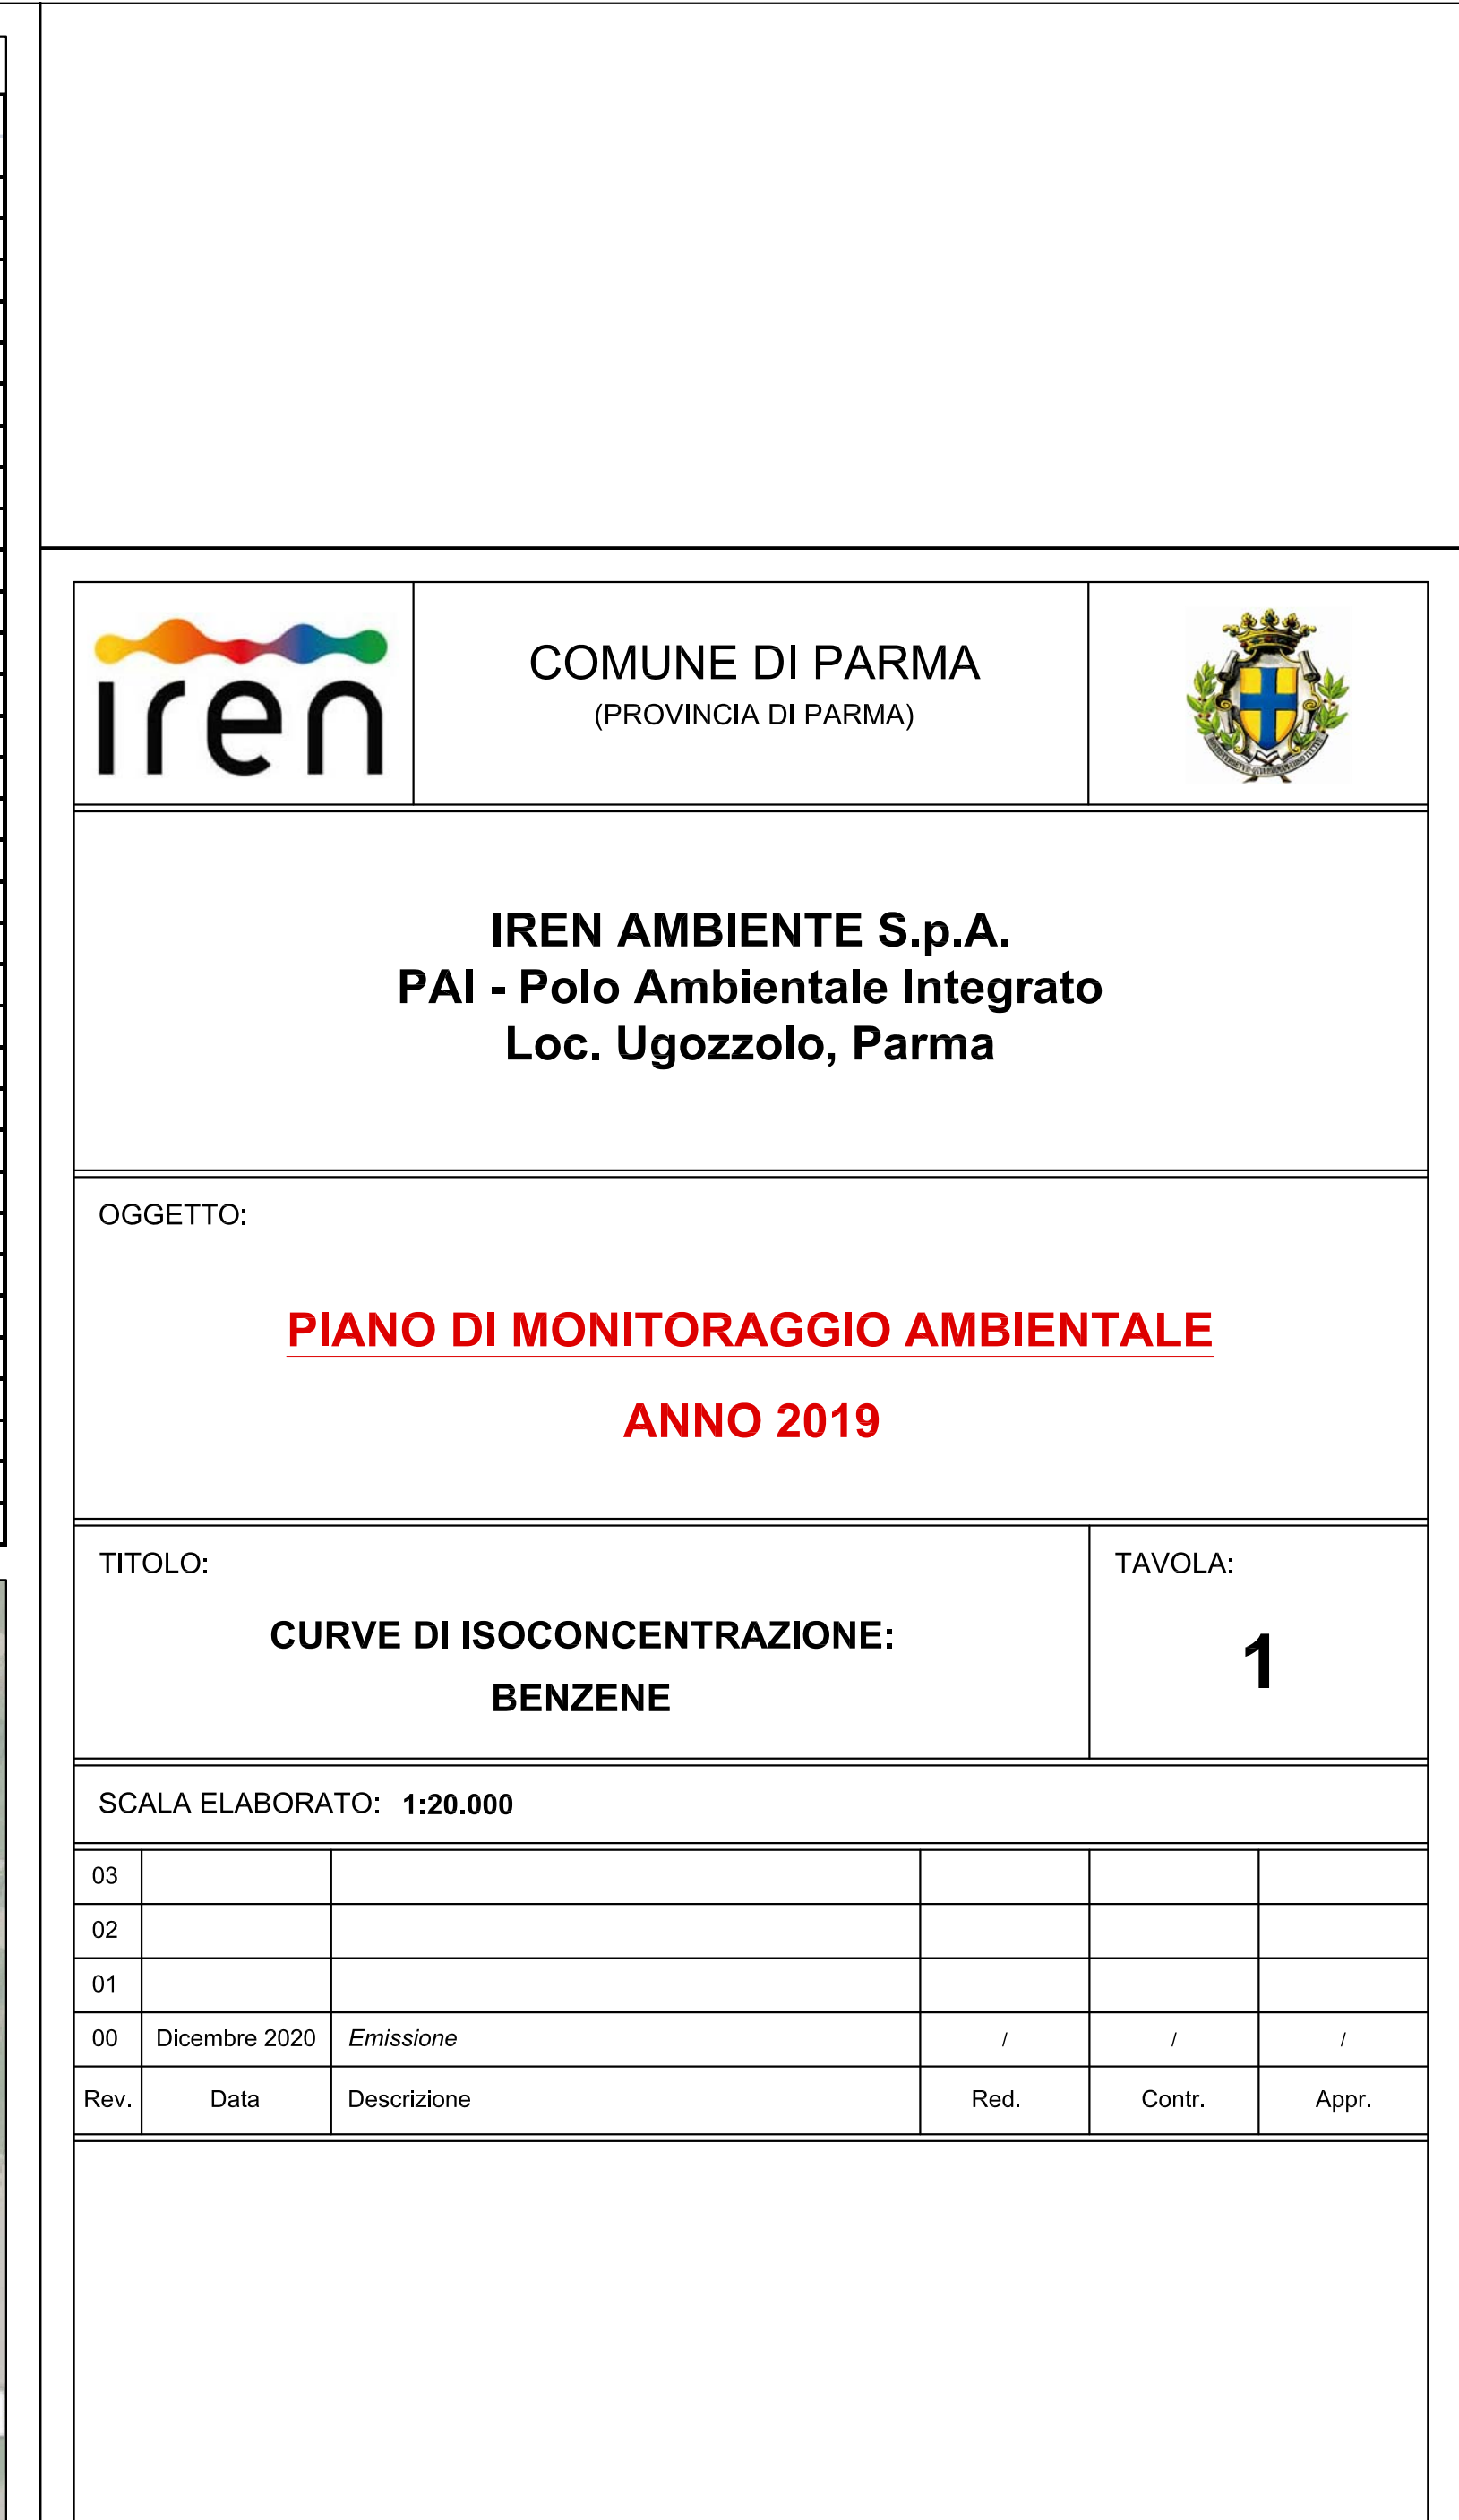 iren
COMUNE DI PARMA
(PROVINCIA DI PARMA)
IREN AMBIENTE S.p.A.
PAI - Polo Ambientale Integrato
Loc. Ugozzolo, Parma
OGGETTO:
PIANO DI MONITORAGGIO AMBIENTALE
ANNO 2019
TITOLO:
CURVE DI ISOCONCENTRAZIONE:
BENZENE
TAVOLA:
1
SCALA ELABORATO: 1:20.000
03
02
01
00 Dicembre 2020 Emissione / / /
Rev. Data Descrizione Red. Contr. Appr.